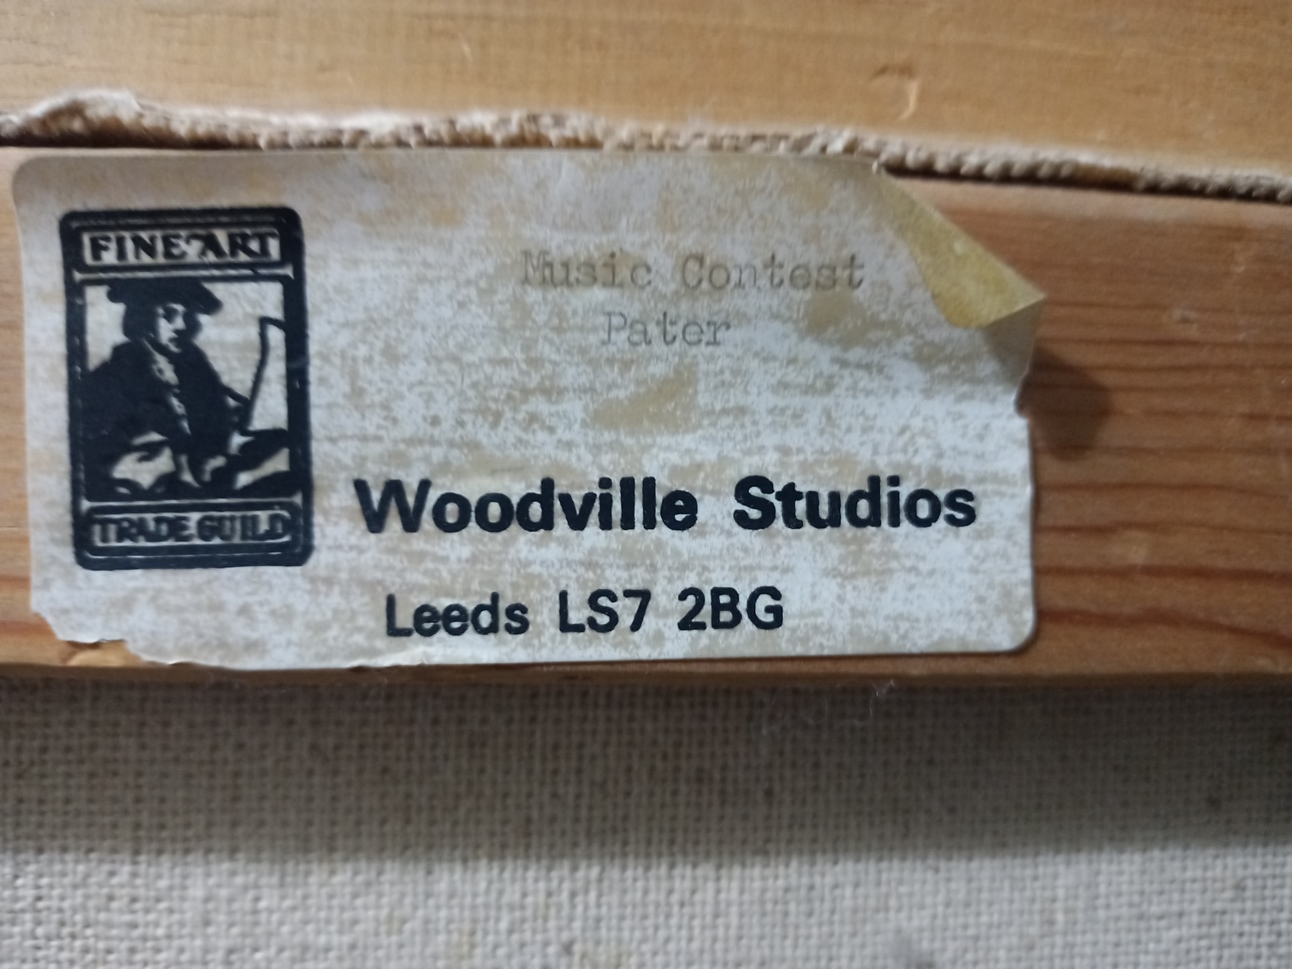 FINE ART
TRADE GUILD
Music Contest
Pater
Woodville Studios
Leeds LS7 2BG